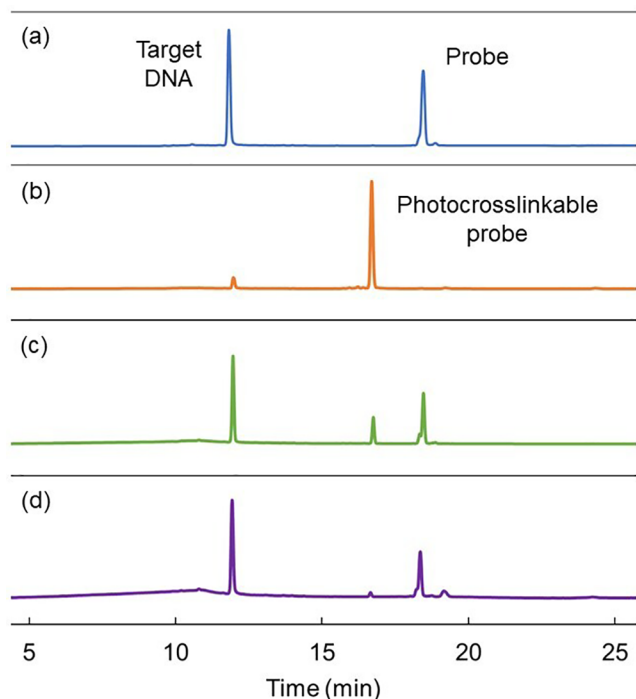 (a)
Target
DNA
Probe
(b)
Photocrosslinkable
probe
(c)
(d)
5 10 15 20 25
Time (min)